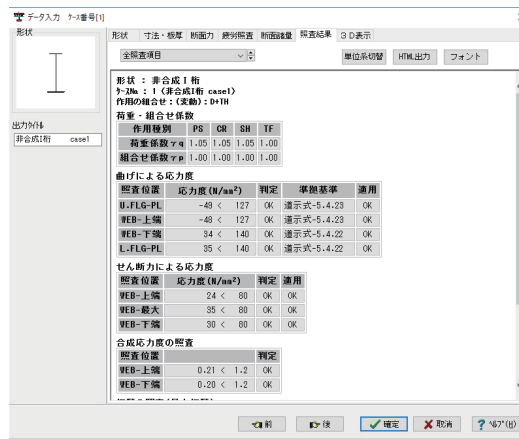 データ入力 ケース番号[1]
形状
形状 寸法・板厚 断面力 疲労照査 断面諸量 照査結果 3D表示
全照査項目
単位系切替 HTML出力 フォント
出力タイトル
非合成I桁 case1
形状 : 非合成I桁
ケースNo : 1 (非合成I桁 case1)
作用の組合せ:(変動):D+TH
荷重・組合せ係数
作用種別 PS CR SH TF
荷重係数γq 1.05 1.05 1.05 1.00
組合せ係数γp 1.00 1.00 1.00 1.00
曲げによる応力度
照査位置 応力度(N/mm²) 判定 準拠基準 適用
U.FLG-PL -49 < 127 OK 道示式-5.4.23 OK
WEB-上端 -48 < 127 OK 道示式-5.4.23 OK
WEB-下端 34 < 140 OK 道示式-5.4.22 OK
L.FLG-PL 35 < 140 OK 道示式-5.4.22 OK
せん断力による応力度
照査位置 応力度(N/mm²) 判定 適用
WEB-上端 24 < 80 OK OK
WEB-最大 35 < 80 OK OK
WEB-下端 30 < 80 OK OK
合成応力度の照査
照査位置 判定
WEB-上端 0.21 < 1.2 OK
WEB-下端 0.20 < 1.2 OK
前 後 確定 取消 ? ヘルプ(H)